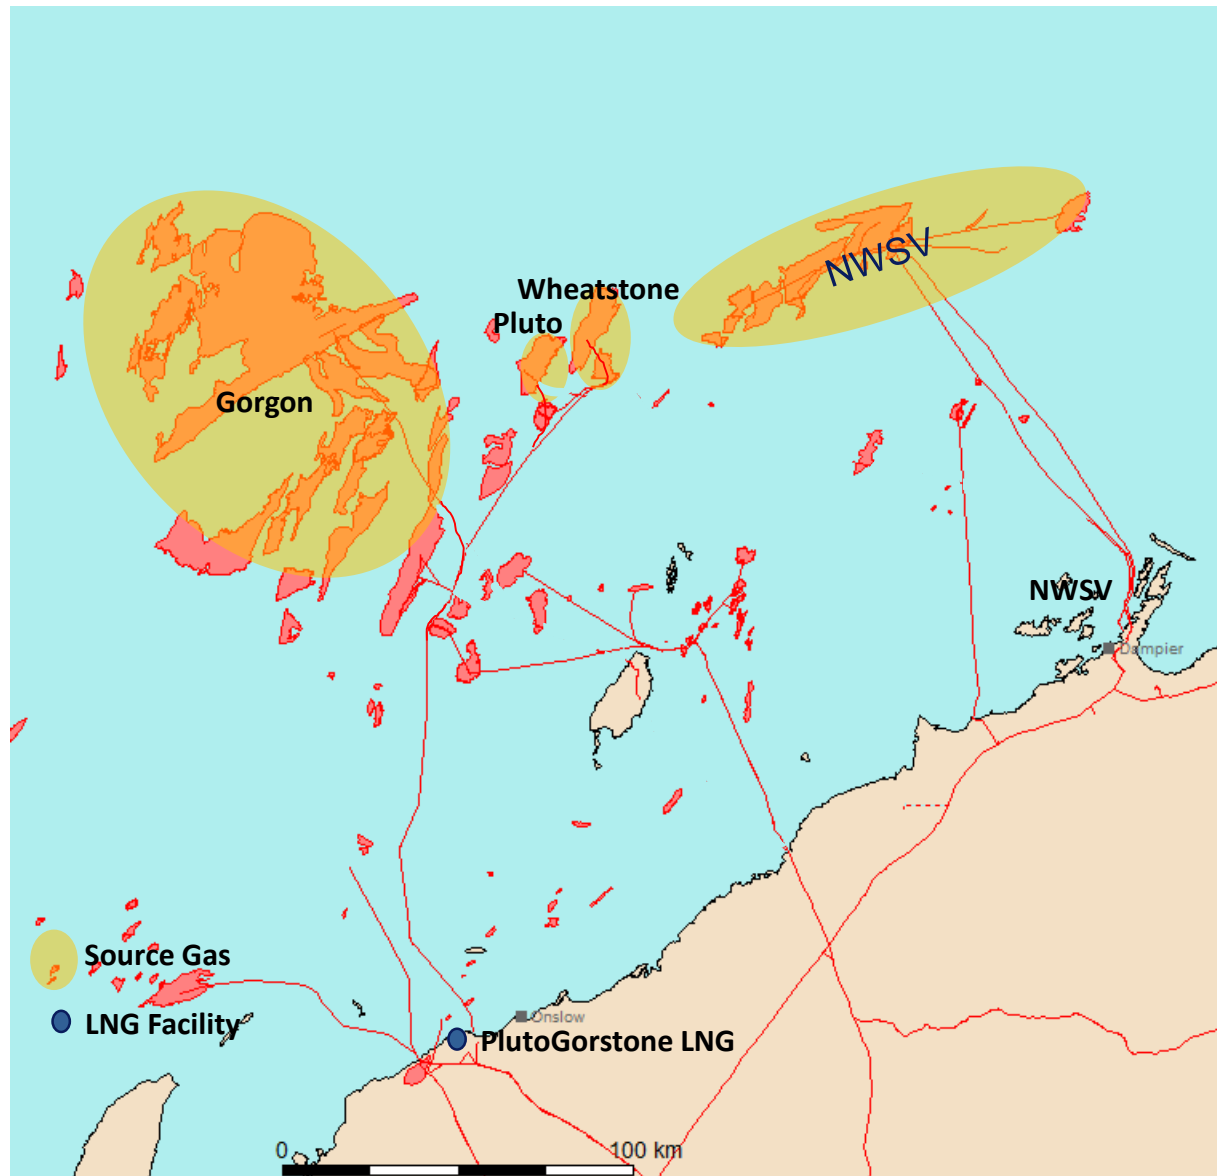 NWSV
Wheatstone
Pluto
Gorgon
NWSV
Dampier
Source Gas
LNG Facility
Onslow
PlutoGorstone LNG
0 100 km